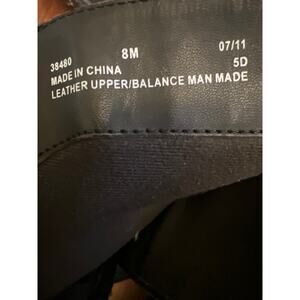 38480 8M 07/11
MADE IN CHINA 5D
LEATHER UPPER/BALANCE MAN MADE